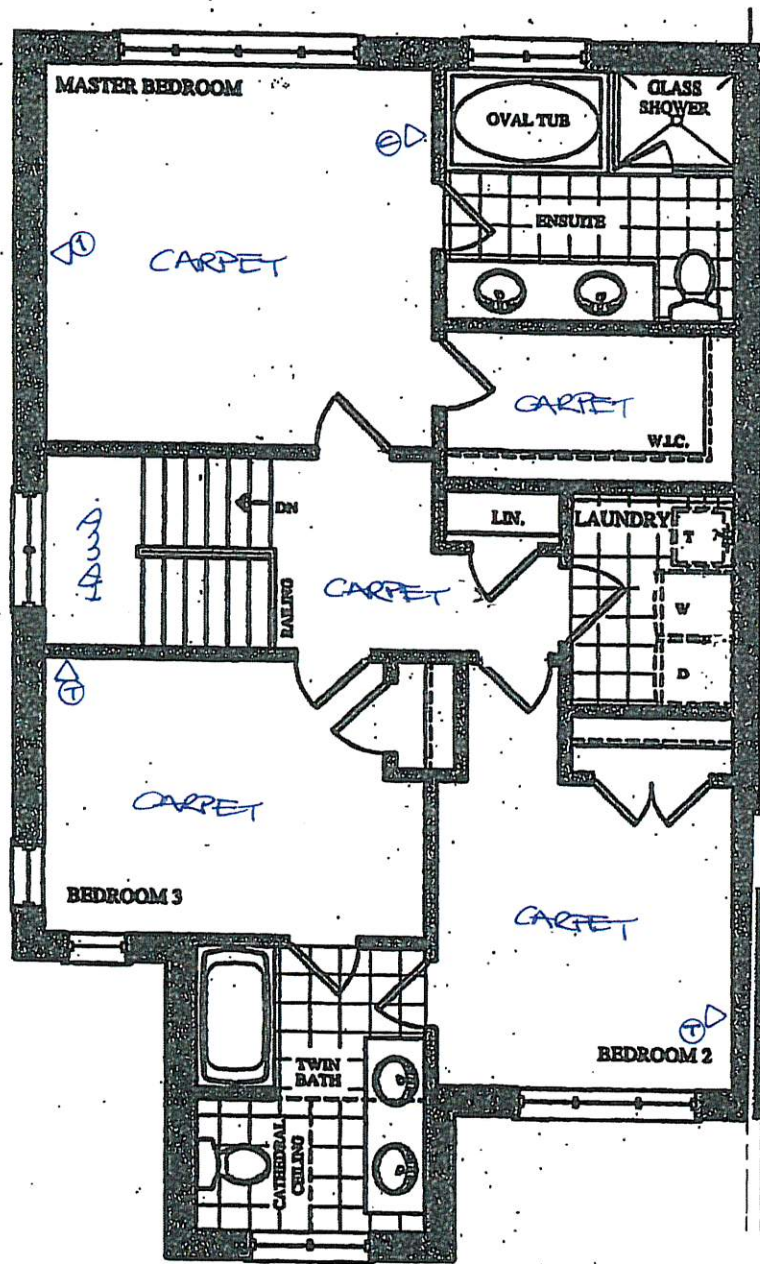 MASTER BEDROOM
GLASS
SHOWER
OVAL TUB
ENSUITE
CARPET
CARPET
W.I.C.
DN
LIN.
LAUNDRY
T
W
D
RAILING
CARPET
T
CARPET
BEDROOM 3
CARPET
T
BEDROOM 2
TWIN
BATH
CATHEDRAL
CEILING